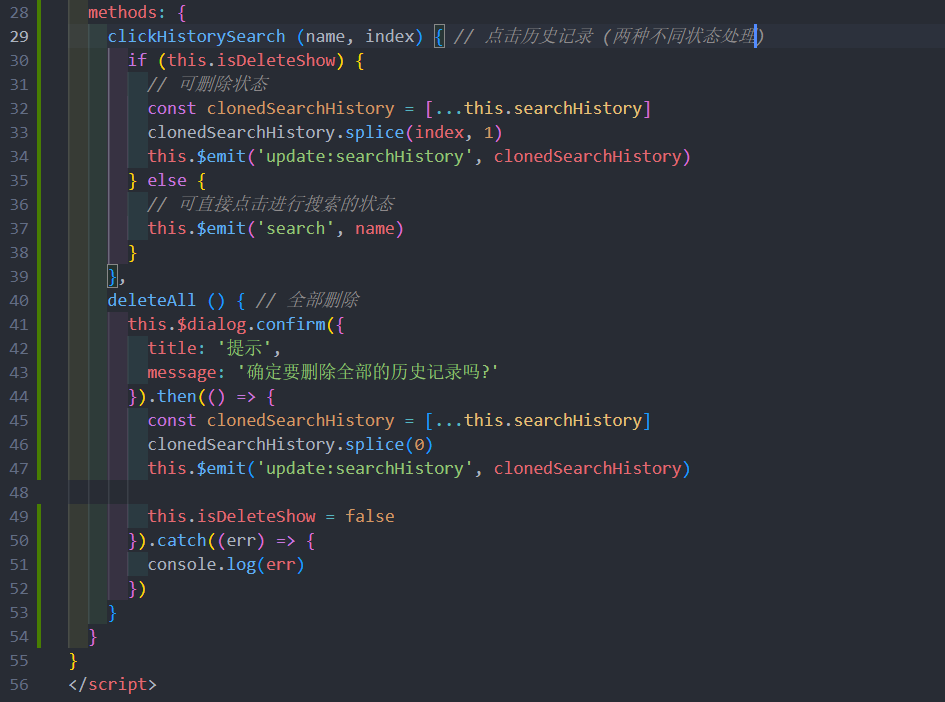 28 methods: {
29 clickHistorySearch (name, index) { // 点击历史记录 (两种不同状态处理)
30 if (this.isDeleteShow) {
31 // 可删除状态
32 const clonedSearchHistory = [...this.searchHistory]
33 clonedSearchHistory.splice(index, 1)
34 this.$emit('update:searchHistory', clonedSearchHistory)
35 } else {
36 // 可直接点击进行搜索的状态
37 this.$emit('search', name)
38 }
39 },
40 deleteAll () { // 全部删除
41 this.$dialog.confirm({
42 title: '提示',
43 message: '确定要删除全部的历史记录吗?'
44 }).then(() => {
45 const clonedSearchHistory = [...this.searchHistory]
46 clonedSearchHistory.splice(0)
47 this.$emit('update:searchHistory', clonedSearchHistory)
48
49 this.isDeleteShow = false
50 }).catch((err) => {
51 console.log(err)
52 })
53 }
54 }
55 }
56 </script>